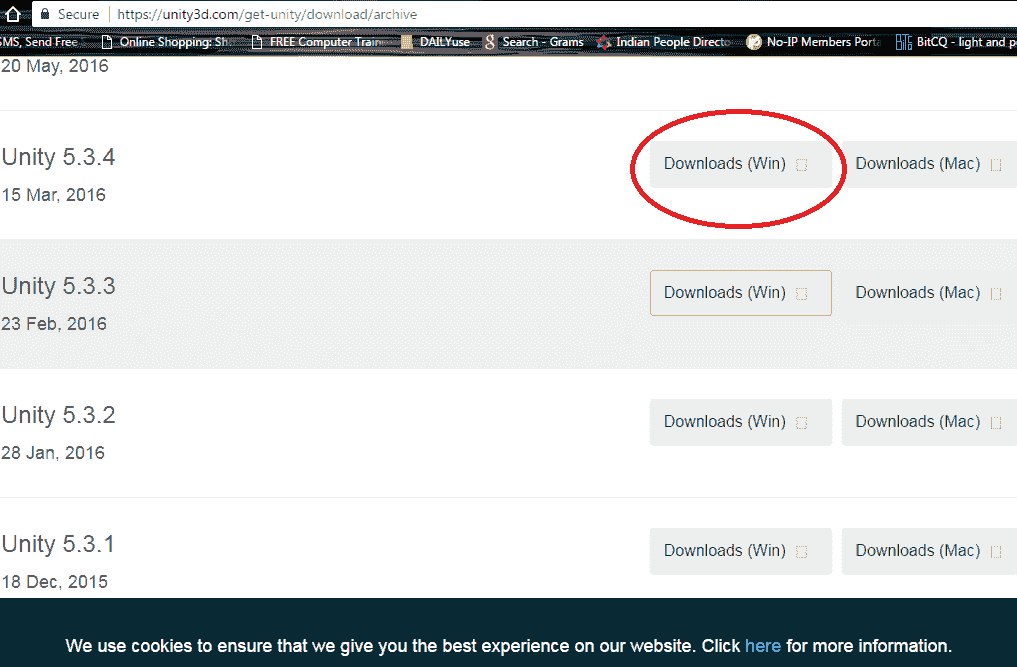 Secure https://unity3d.com/get-unity/download/archive
SMS, Send Free Online Shopping: Sh FREE Computer Train DAILYuse Search - Grams Indian People Directo No-IP Members Porta BitCQ - light and p
20 May, 2016
Unity 5.3.4 Downloads (Win) Downloads (Mac)
15 Mar, 2016
Unity 5.3.3 Downloads (Win) Downloads (Mac)
23 Feb, 2016
Unity 5.3.2 Downloads (Win) Downloads (Mac)
28 Jan, 2016
Unity 5.3.1 Downloads (Win) Downloads (Mac)
18 Dec, 2015
We use cookies to ensure that we give you the best experience on our website. Click here for more information.